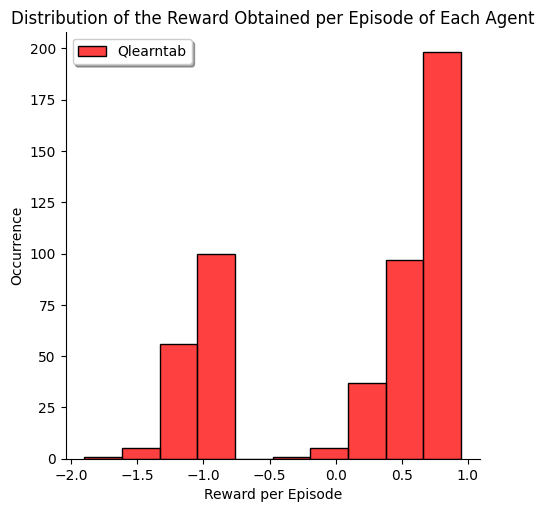 Distribution of the Reward Obtained per Episode of Each Agent
Qlearntab
200
175
150
125
100
75
50
25
0
Occurrence
−2.0 −1.5 −1.0 −0.5 0.0 0.5 1.0
Reward per Episode